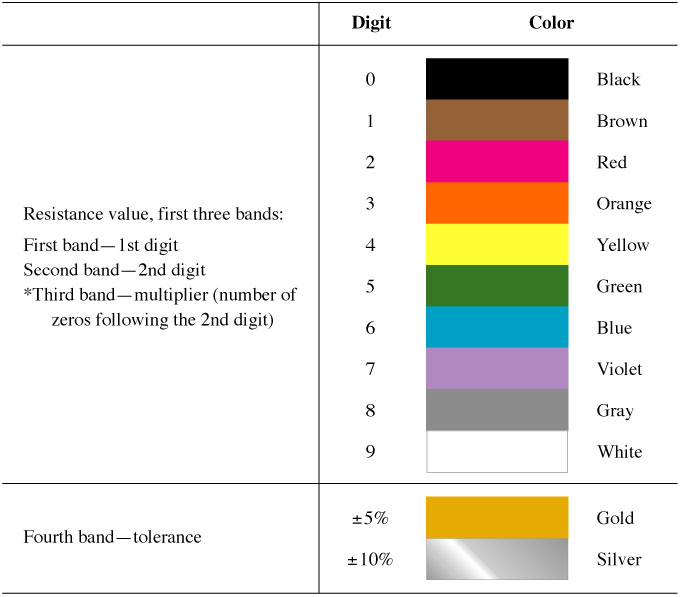 Digit Color
0 Black
1 Brown
2 Red
3 Orange
Resistance value, first three bands:
4 Yellow
First band—1st digit
Second band—2nd digit
5 Green
*Third band—multiplier (number of
zeros following the 2nd digit)
6 Blue
7 Violet
8 Gray
9 White
±5% Gold
Fourth band—tolerance
±10% Silver